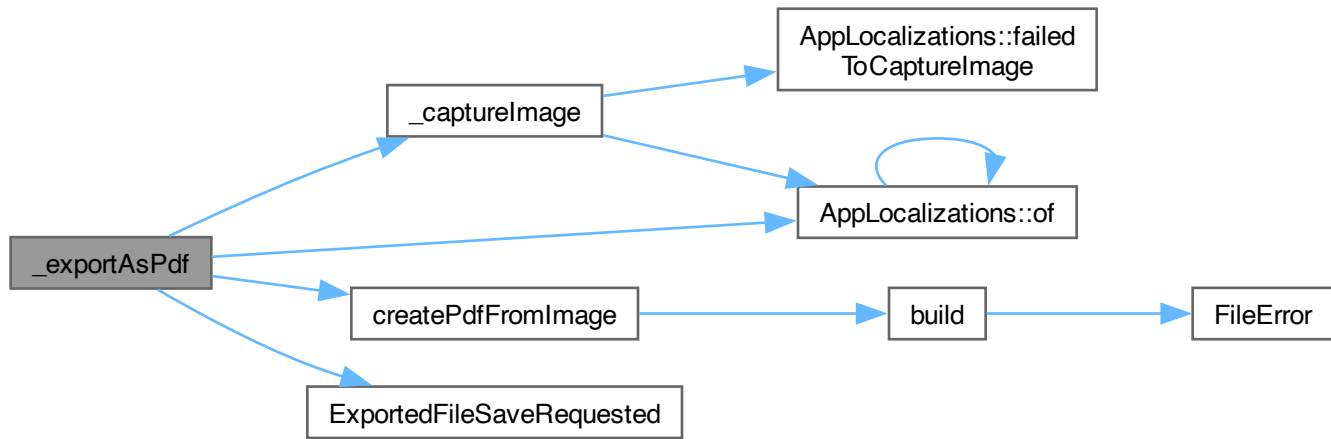 AppLocalizations::failed
ToCaptureImage
_captureImage
AppLocalizations::of
_exportAsPdf
createPdfFromImage
build
FileError
ExportedFileSaveRequested